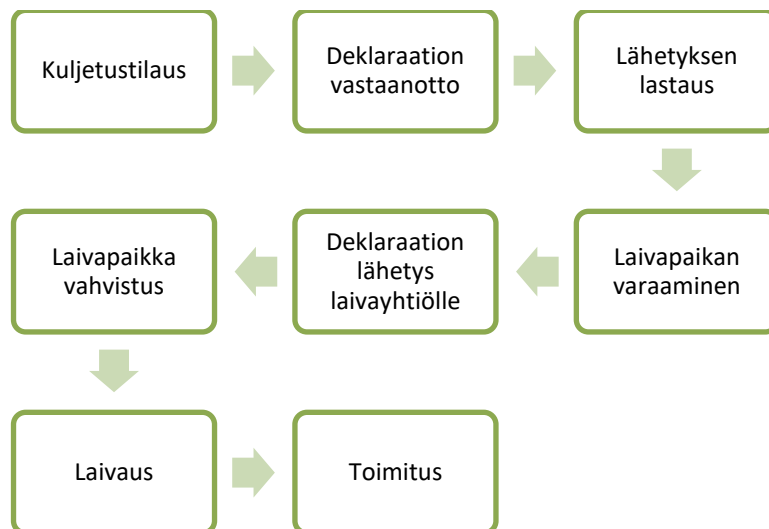 Kuljetustilaus
Deklaraation
vastaanotto
Lähetyksen
lastaus
Laivapaikan
varaaminen
Deklaraation
lähetys
laivayhtiölle
Laivapaikka
vahvistus
Laivaus
Toimitus